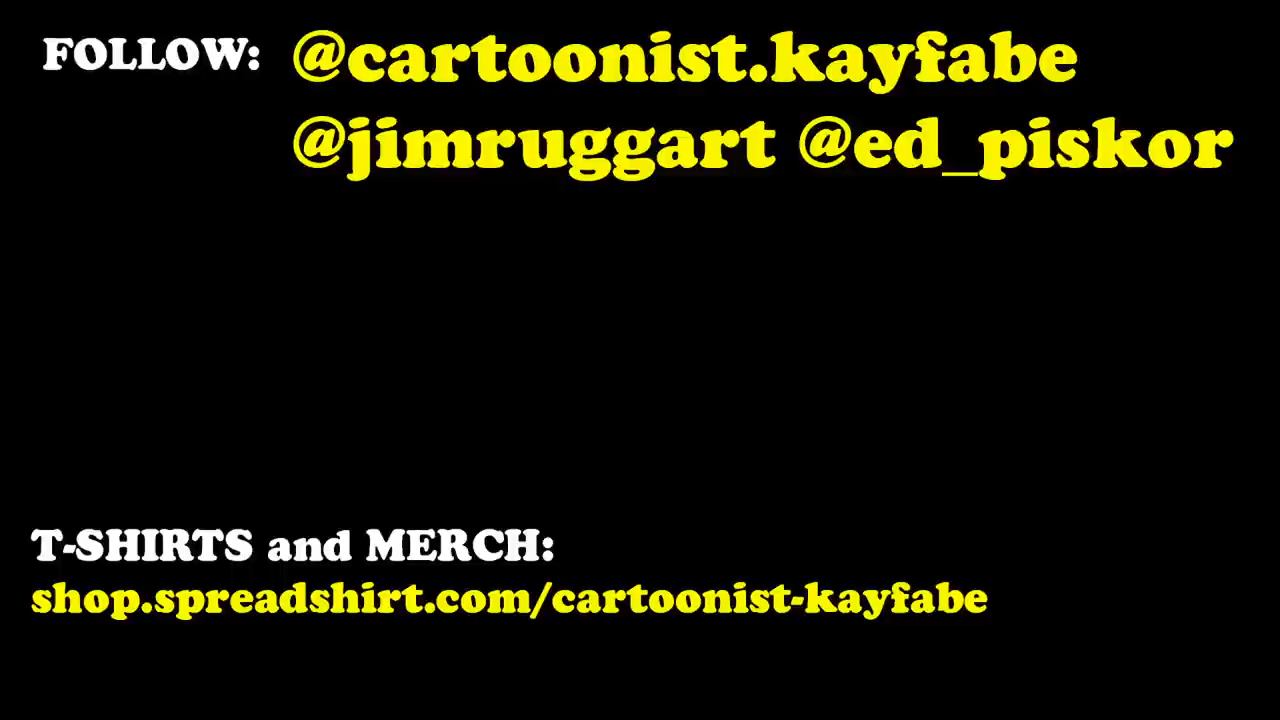 FOLLOW: @cartoonist.kayfabe
@jimruggart @ed_piskor
T-SHIRTS and MERCH:
shop.spreadshirt.com/cartoonist-kayfabe